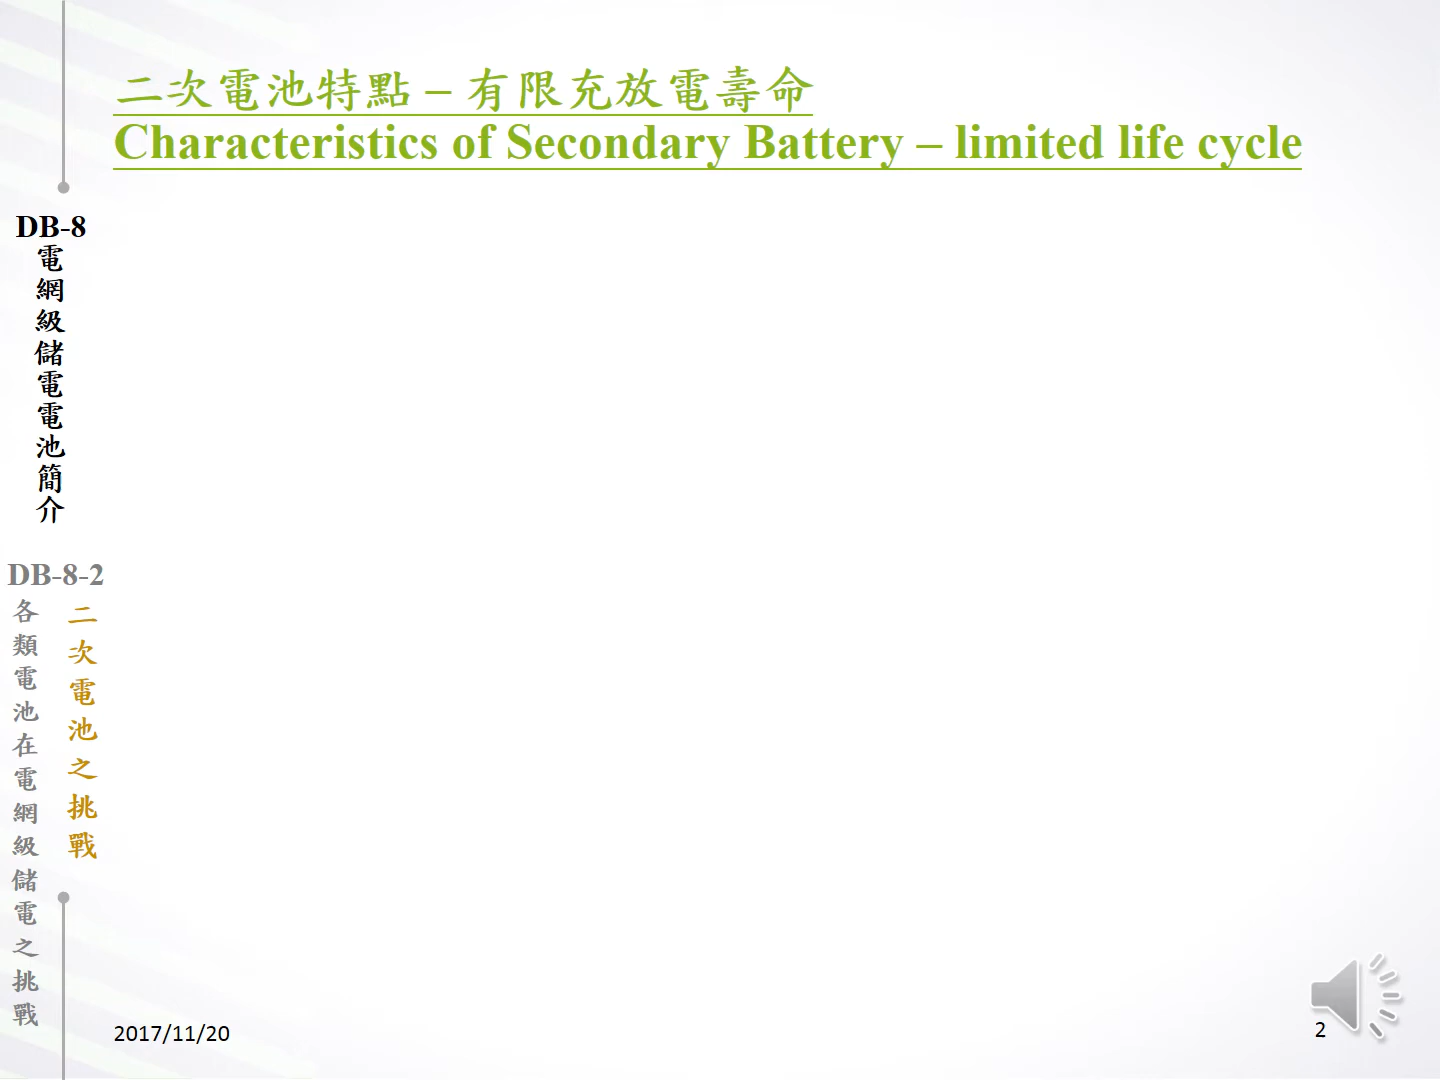 二次電池特點 – 有限充放電壽命
Characteristics of Secondary Battery – limited life cycle
DB-8
電網級儲電電池簡介
DB-8-2
各類電池在電網級儲電之挑戰
二次電池之挑戰
2017/11/20
2